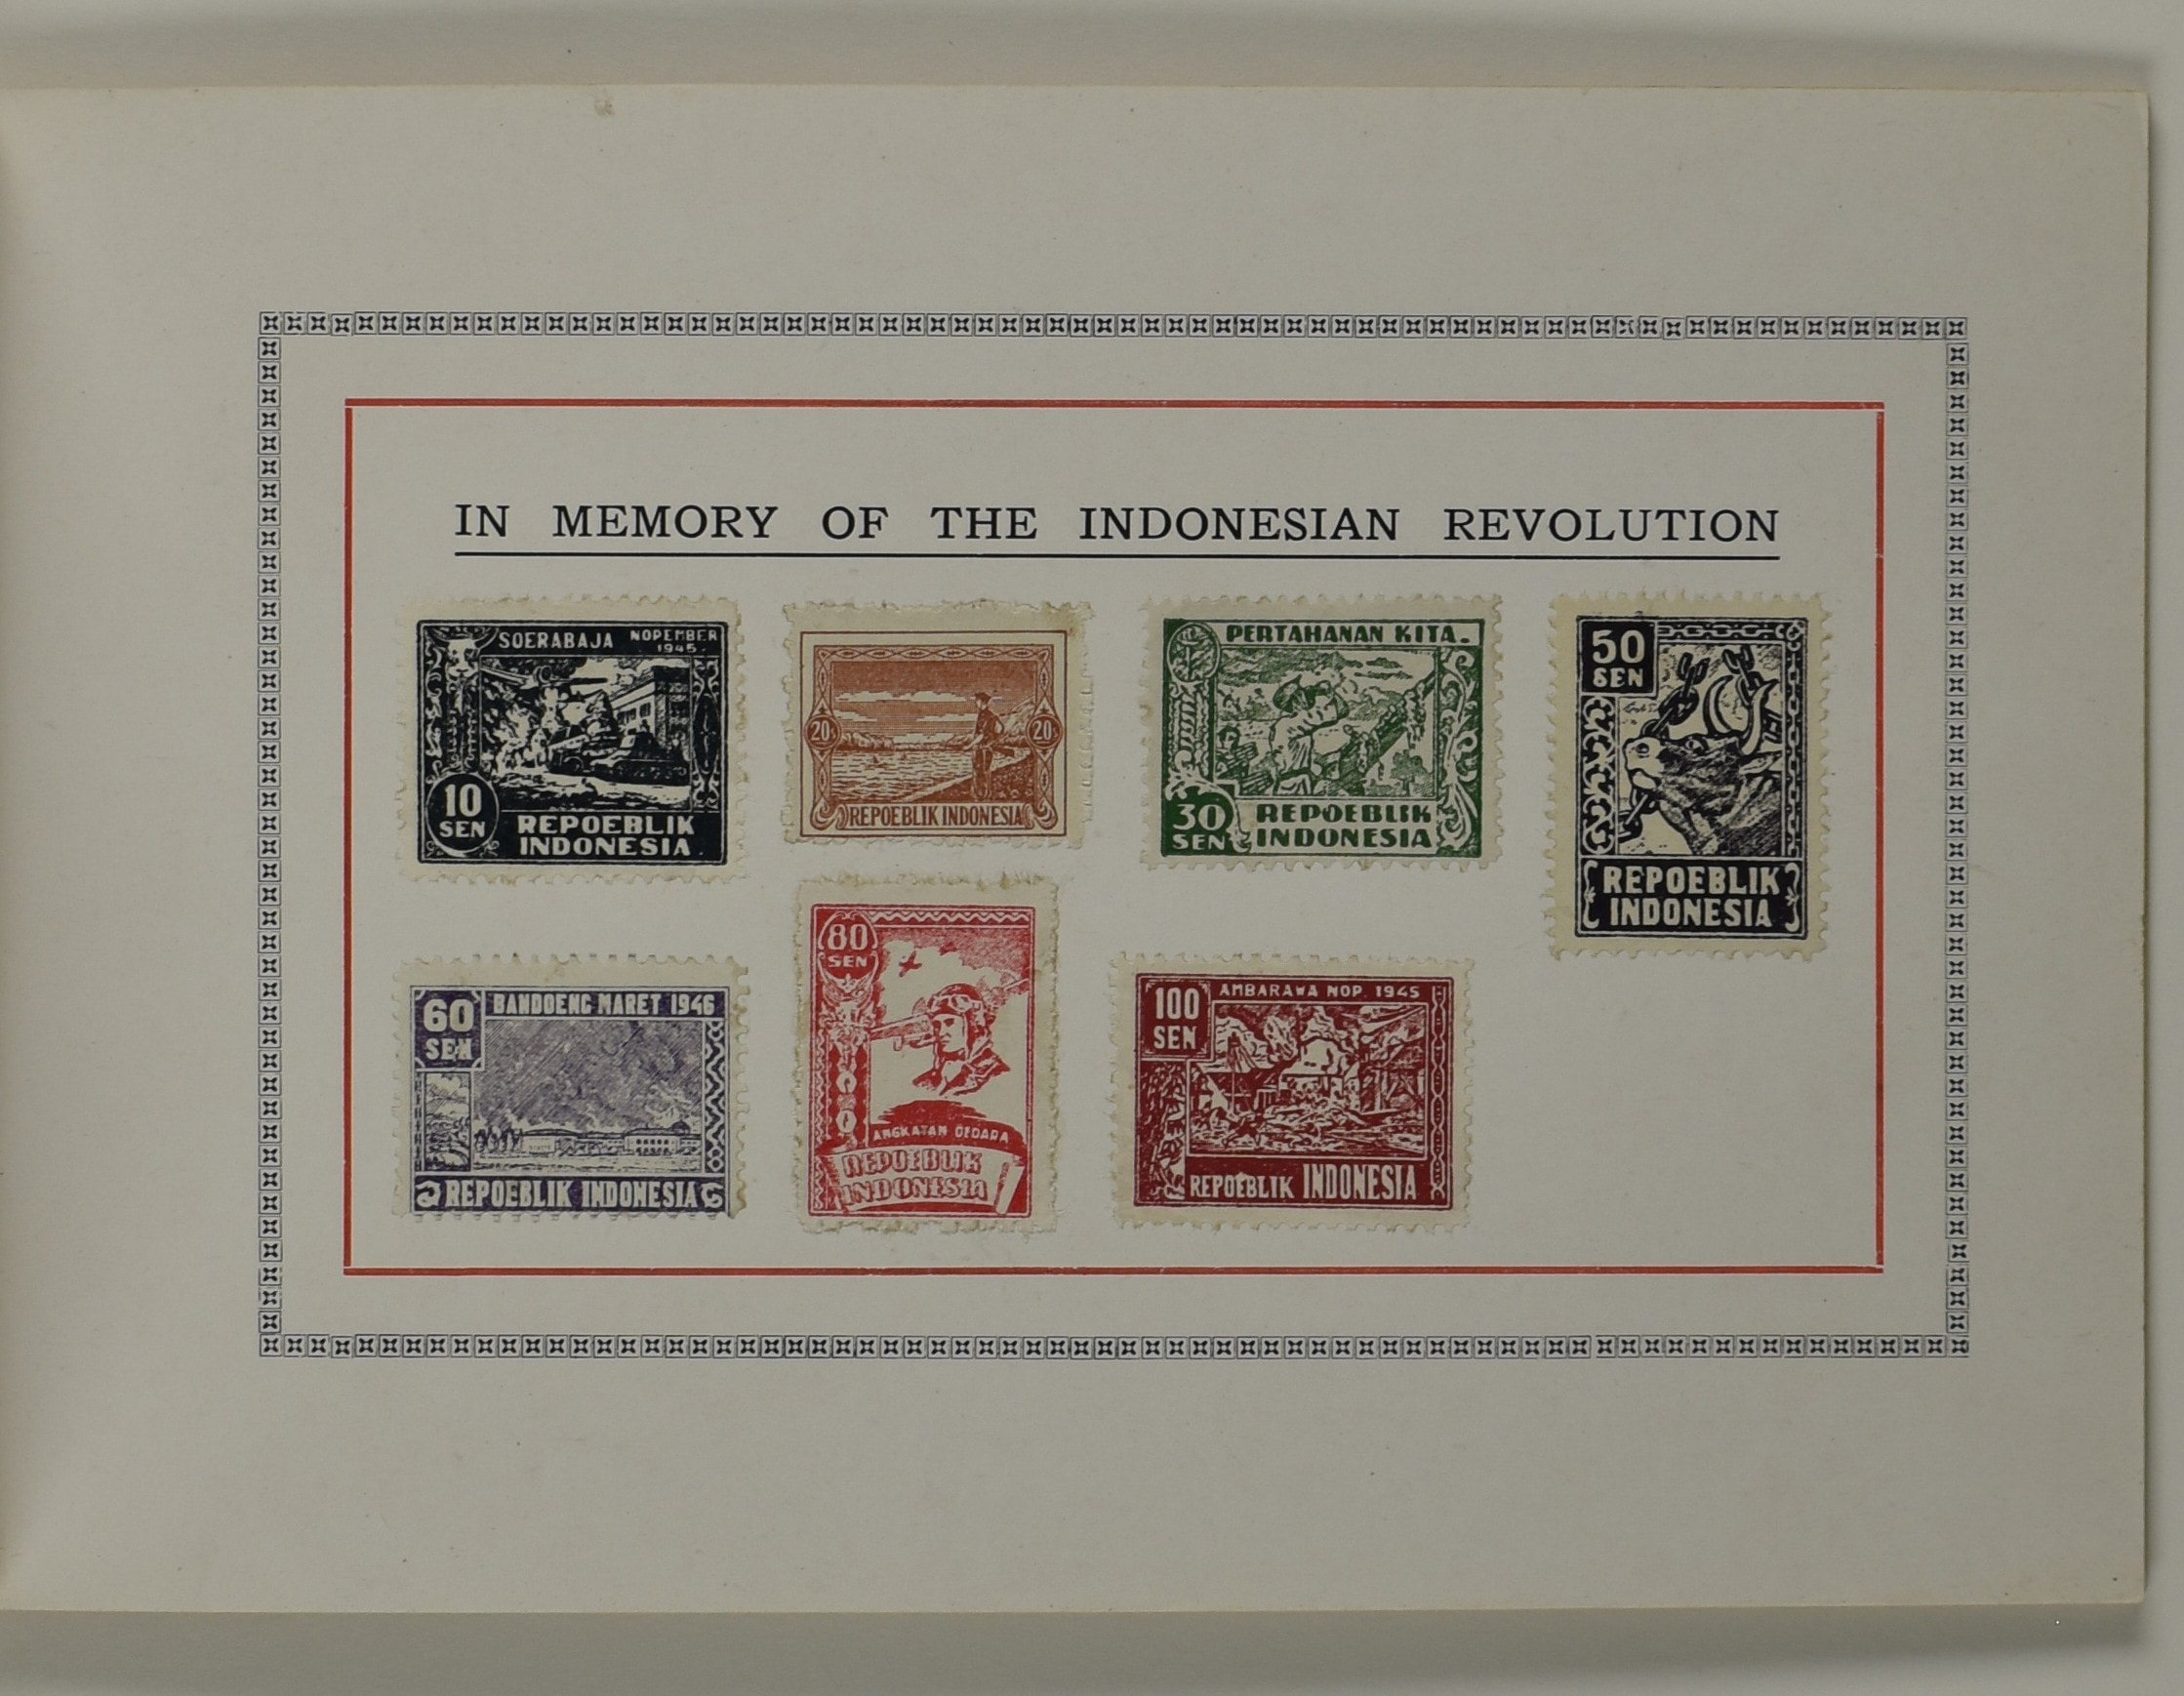 IN MEMORY OF THE INDONESIAN REVOLUTION
SOERABAJA NOPEMBER
1945.
10
SEN
REPOEBLIK
INDONESIA.
20s 20s
REPOEBLIK INDONESIA
PERTAHANAN KITA.
30
SEN
REPOEBLIK
INDONESIA
50
SEN
REPOEBLIK
INDONESIA
60
SEN
BANDOENG MARET 1946
REPOEBLIK INDONESIA
80
SEN
ANGKATAN OEDARA
REPOEBLIK
INDONESIA
100
SEN
AMBARAWA NOP. 1945
REPOEBLIK INDONESIA